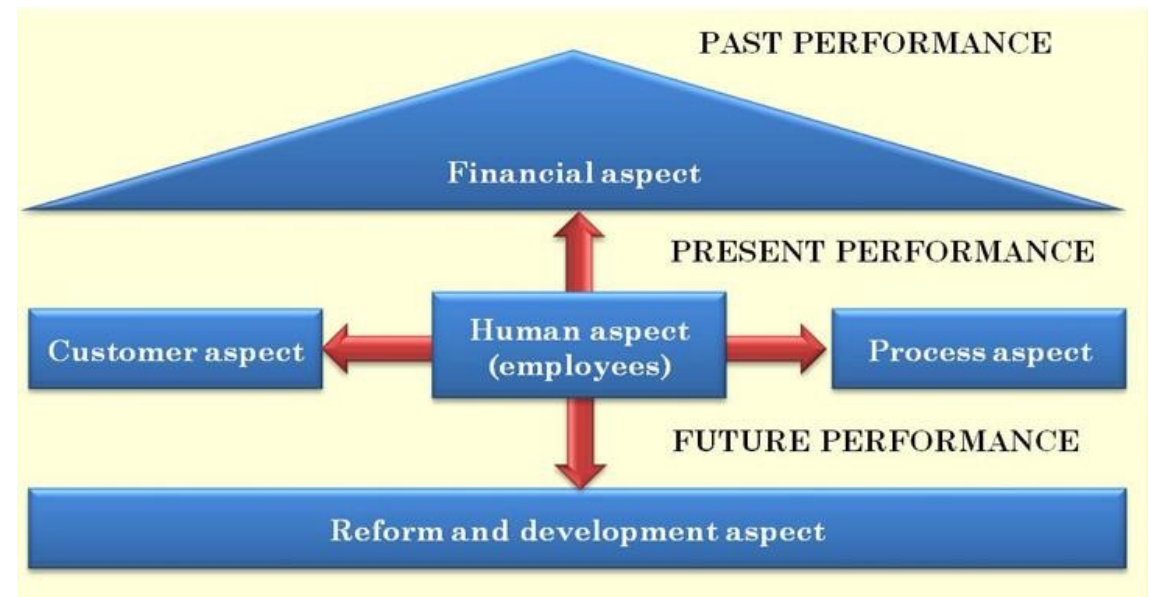 PAST PERFORMANCE
Financial aspect
PRESENT PERFORMANCE
Customer aspect
Human aspect
(employees)
Process aspect
FUTURE PERFORMANCE
Reform and development aspect